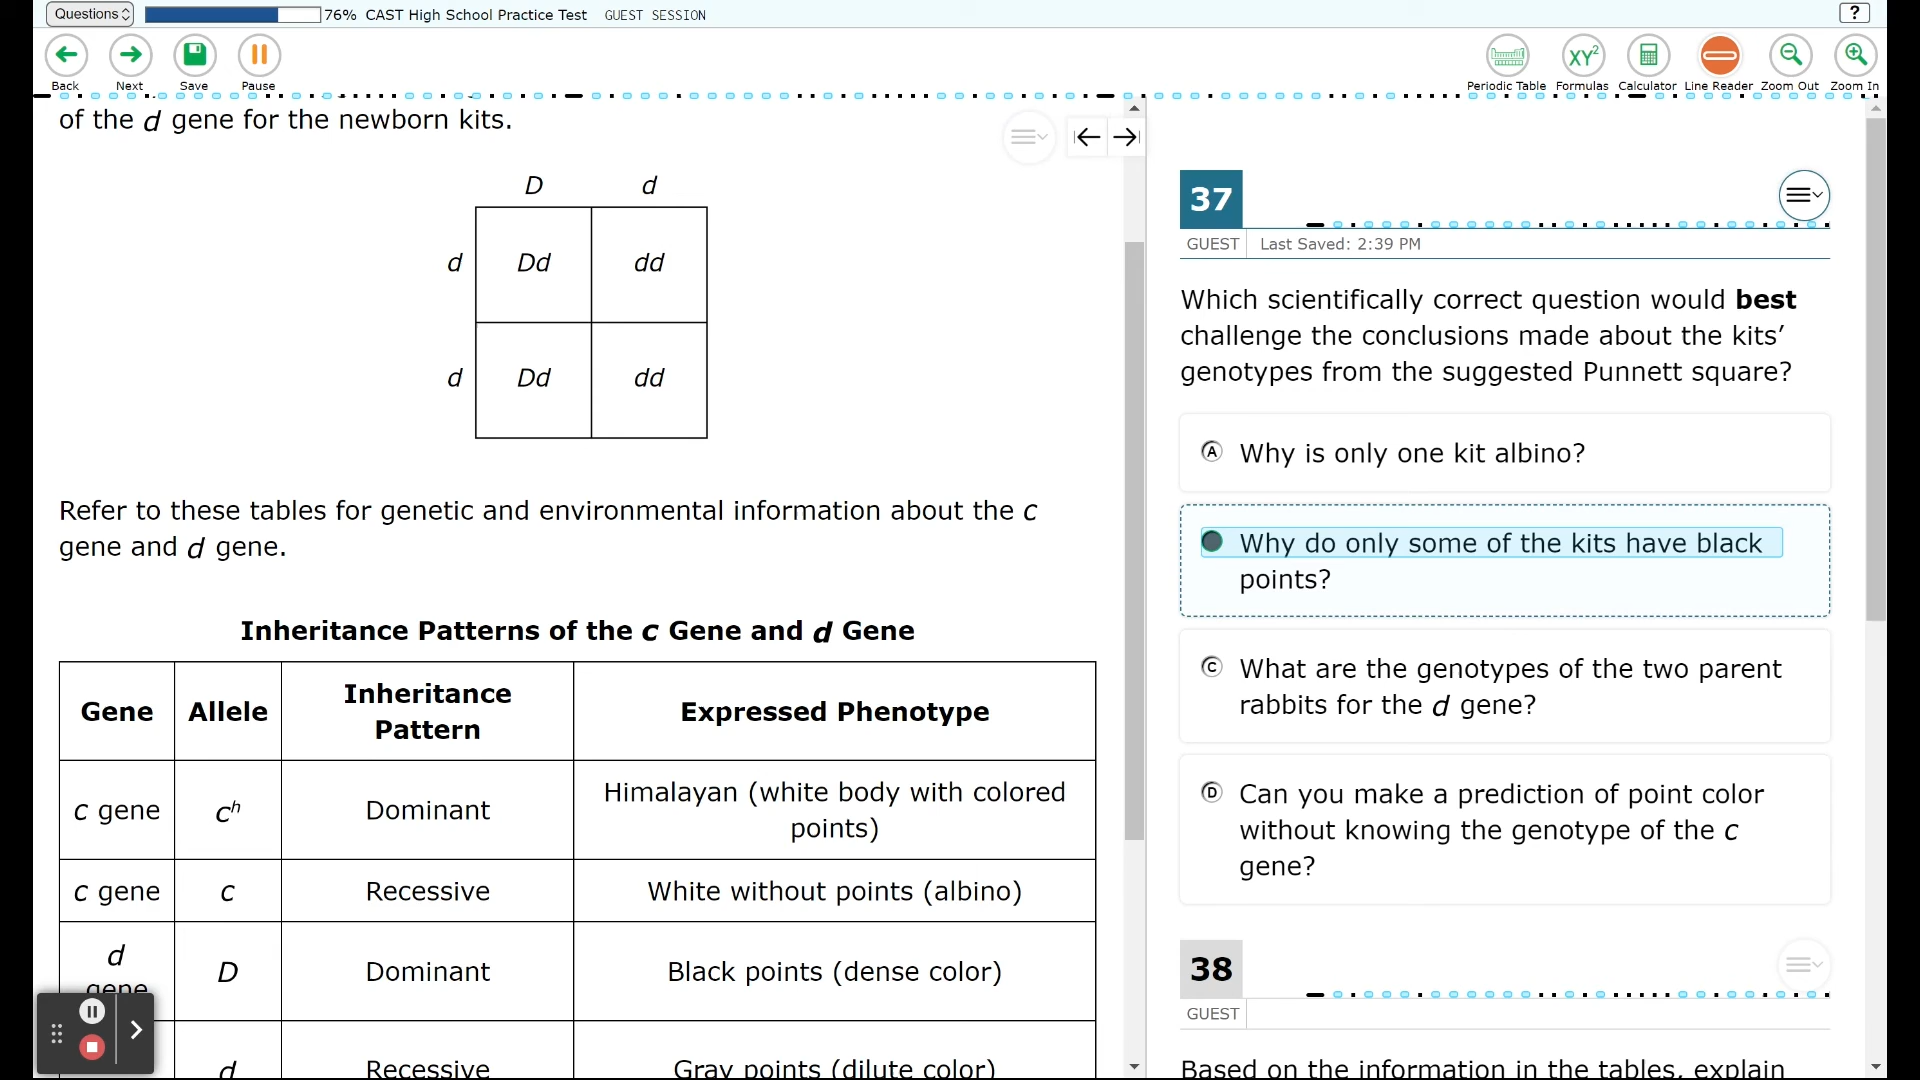 Questions 76% CAST High School Practice Test GUEST SESSION ?
Back Next Save Pause Periodic Table XY² Formulas Calculator Line Reader Zoom Out Zoom In
of the d gene for the newborn kits.
D d
d Dd dd
d Dd dd
Refer to these tables for genetic and environmental information about the c
gene and d gene.
Inheritance Patterns of the c Gene and d Gene
Gene Allele Inheritance Pattern Expressed Phenotype
c gene cʰ Dominant Himalayan (white body with colored
points)
c gene c Recessive White without points (albino)
d
gene D Dominant Black points (dense color)
d Recessive Gray points (dilute color)
37
GUEST Last Saved: 2:39 PM
Which scientifically correct question would best
challenge the conclusions made about the kits’
genotypes from the suggested Punnett square?
A Why is only one kit albino?
Why do only some of the kits have black
points?
C What are the genotypes of the two parent
rabbits for the d gene?
D Can you make a prediction of point color
without knowing the genotype of the c
gene?
38
GUEST
Based on the information in the tables, explain